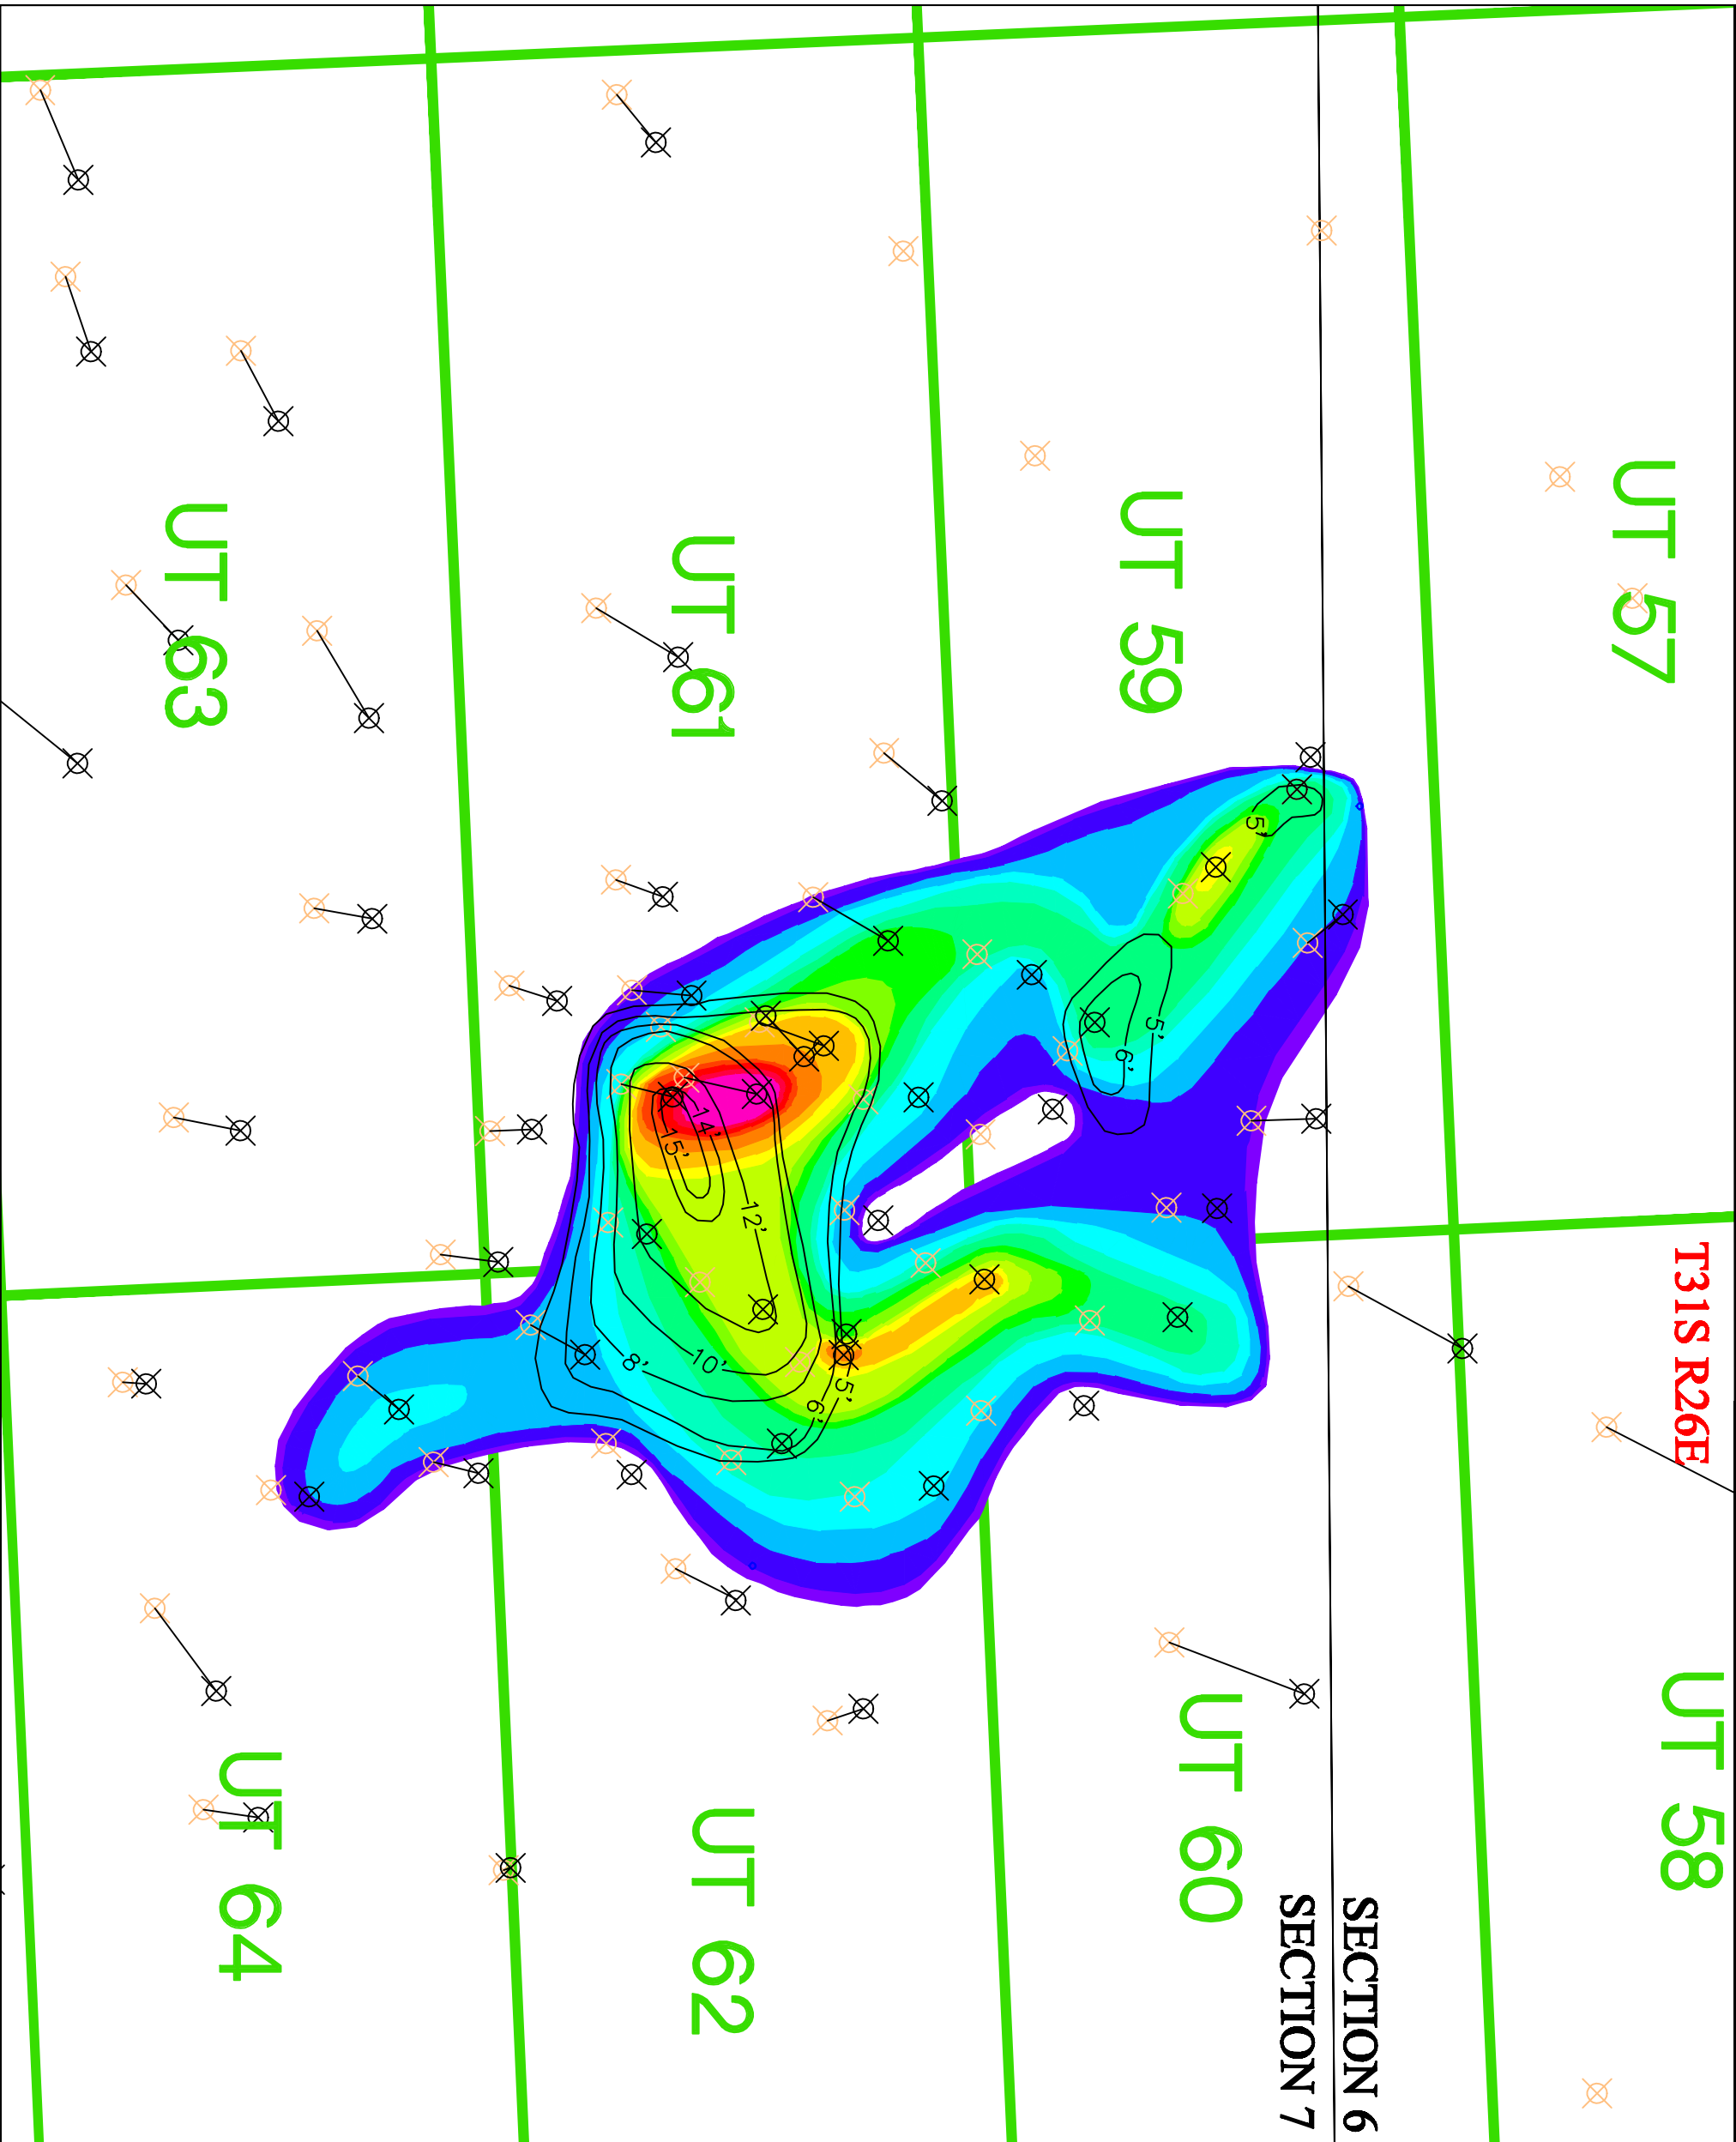 T31S R26E
UT 57
UT 58
SECTION 6
SECTION 7
UT 59
UT 60
UT 61
UT 62
UT 63
UT 64
5'
5'
6'
14'
15'
12'
10'
8'
5'
6'